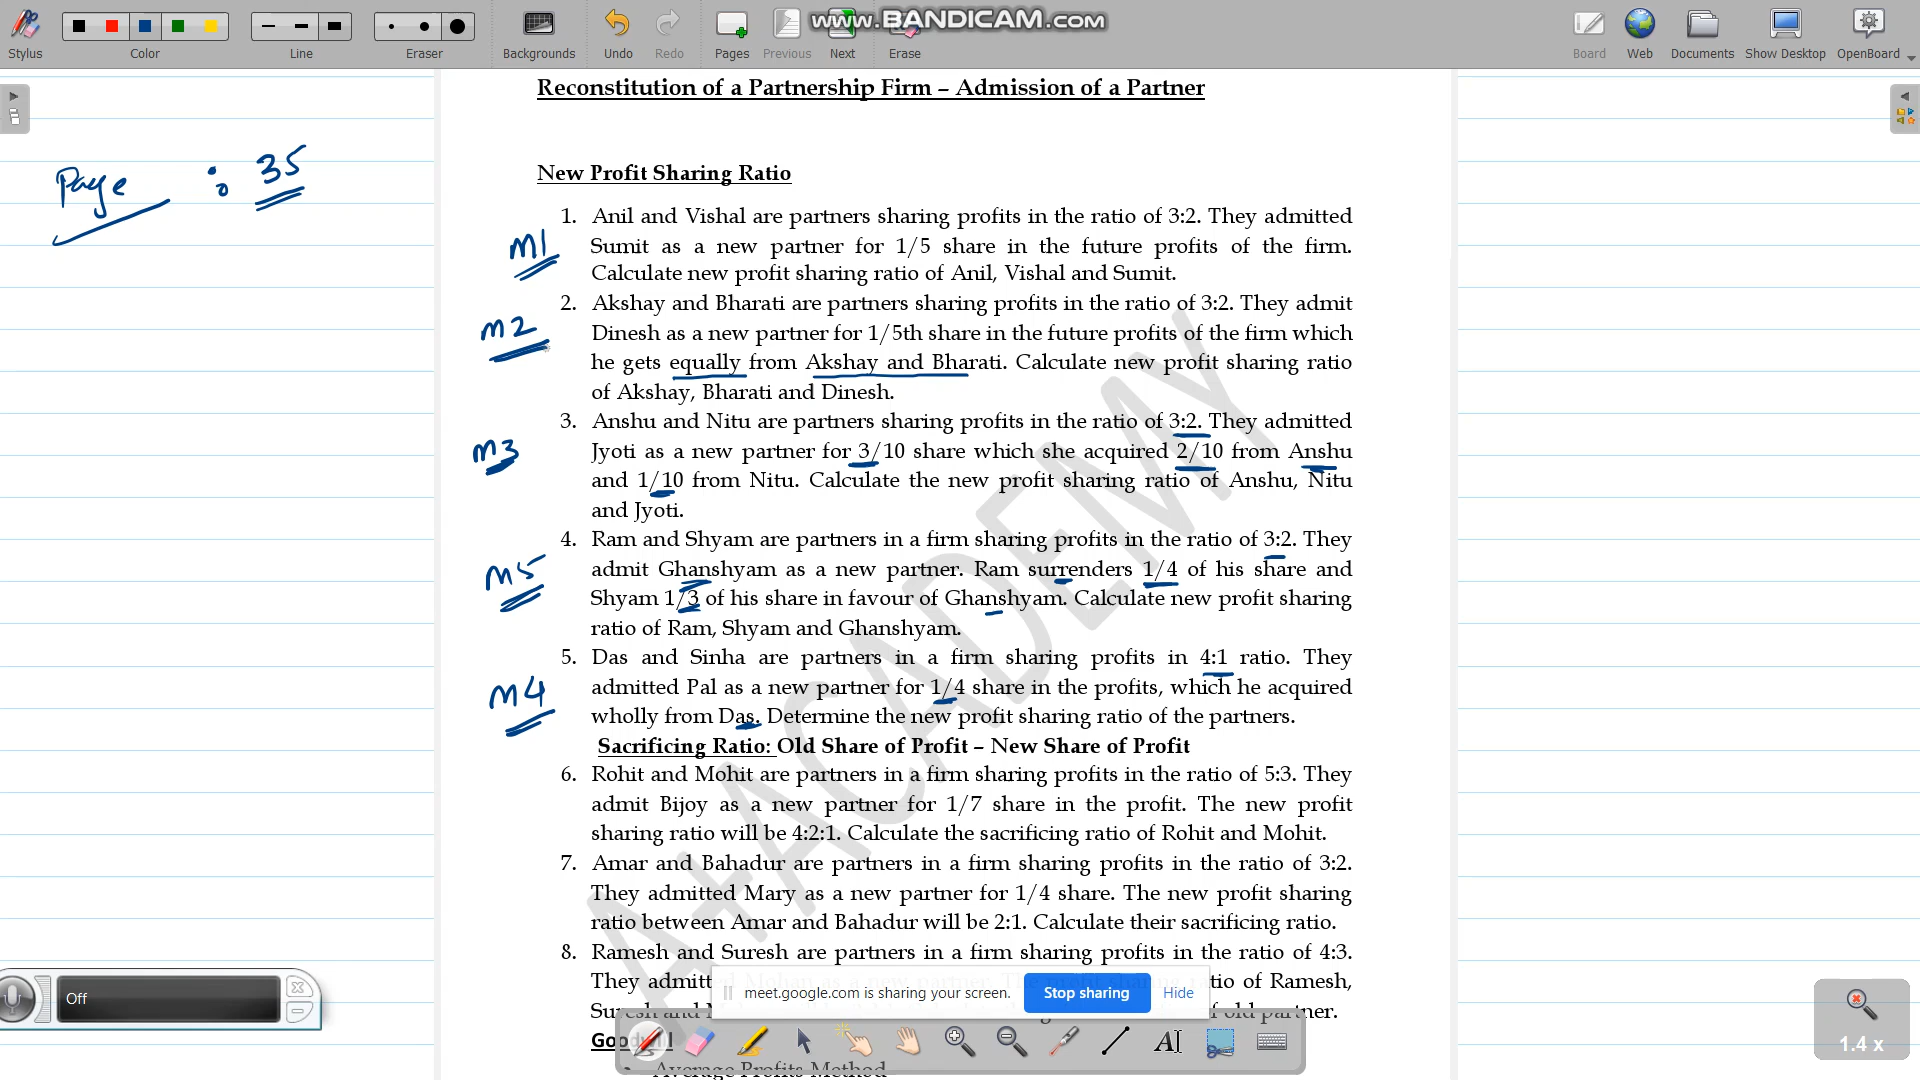 www.BANDICAM.com
Stylus Color Line Eraser Backgrounds Undo Redo Pages Previous Next Erase Board Web Documents Show Desktop OpenBoard
Page : 35
Reconstitution of a Partnership Firm – Admission of a Partner
New Profit Sharing Ratio
1. Anil and Vishal are partners sharing profits in the ratio of 3:2. They admitted
M1 Sumit as a new partner for 1/5 share in the future profits of the firm.
Calculate new profit sharing ratio of Anil, Vishal and Sumit.
2. Akshay and Bharati are partners sharing profits in the ratio of 3:2. They admit
M2 Dinesh as a new partner for 1/5th share in the future profits of the firm which
he gets equally from Akshay and Bharati. Calculate new profit sharing ratio
of Akshay, Bharati and Dinesh.
3. Anshu and Nitu are partners sharing profits in the ratio of 3:2. They admitted
M3 Jyoti as a new partner for 3/10 share which she acquired 2/10 from Anshu
and 1/10 from Nitu. Calculate the new profit sharing ratio of Anshu, Nitu
and Jyoti.
4. Ram and Shyam are partners in a firm sharing profits in the ratio of 3:2. They
M5 admit Ghanshyam as a new partner. Ram surrenders 1/4 of his share and
Shyam 1/3 of his share in favour of Ghanshyam. Calculate new profit sharing
ratio of Ram, Shyam and Ghanshyam.
5. Das and Sinha are partners in a firm sharing profits in 4:1 ratio. They
M4 admitted Pal as a new partner for 1/4 share in the profits, which he acquired
wholly from Das. Determine the new profit sharing ratio of the partners.
Sacrificing Ratio: Old Share of Profit – New Share of Profit
6. Rohit and Mohit are partners in a firm sharing profits in the ratio of 5:3. They
admit Bijoy as a new partner for 1/7 share in the profit. The new profit
sharing ratio will be 4:2:1. Calculate the sacrificing ratio of Rohit and Mohit.
7. Amar and Bahadur are partners in a firm sharing profits in the ratio of 3:2.
They admitted Mary as a new partner for 1/4 share. The new profit sharing
ratio between Amar and Bahadur will be 2:1. Calculate their sacrificing ratio.
8. Ramesh and Suresh are partners in a firm sharing profits in the ratio of 4:3.
They admitted Mohan as a new partner. The profit sharing ratio of Ramesh,
Suresh and of old partner.
meet.google.com is sharing your screen. Stop sharing Hide
Off
Goodwill
• Average Profits Method
1.4 x
A+ACADEMY